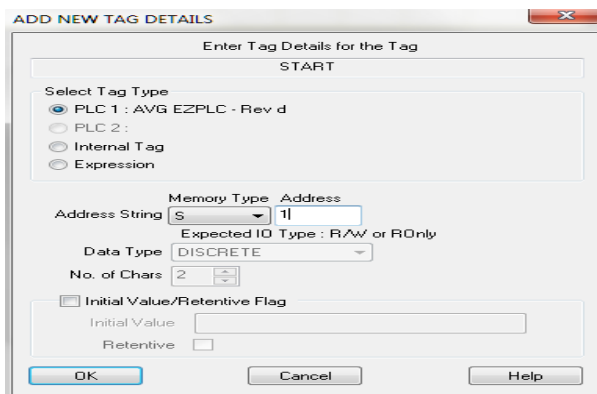 ADD NEW TAG DETAILS
Enter Tag Details for the Tag
START
Select Tag Type
PLC 1 : AVG EZPLC - Rev d
PLC 2 :
Internal Tag
Expression
Memory Type Address
Address String S 1
Expected IO Type : R/W or ROnly
Data Type DISCRETE
No. of Chars 2
Initial Value/Retentive Flag
Initial Value
Retentive
OK Cancel Help